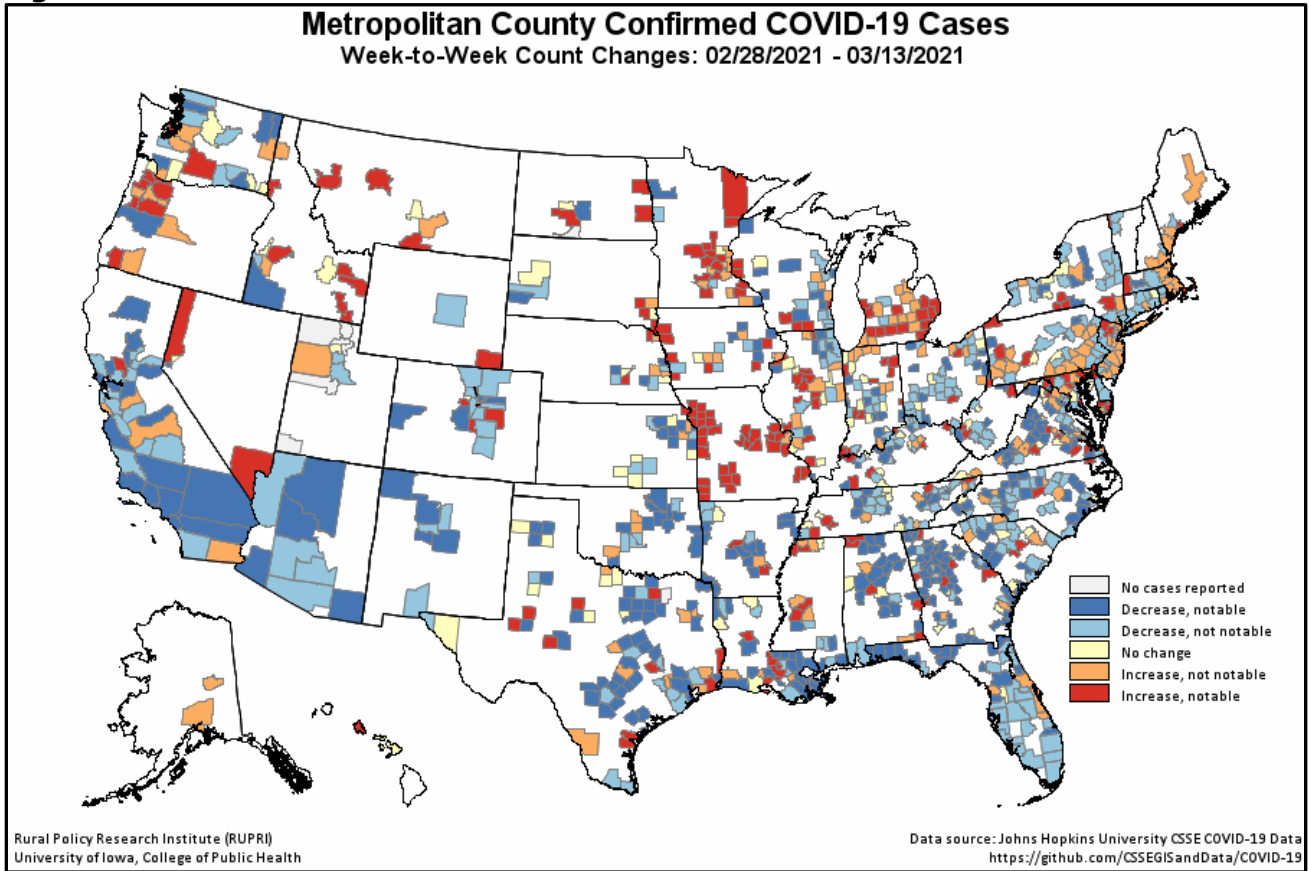 Metropolitan County Confirmed COVID-19 Cases
Week-to-Week Count Changes: 02/28/2021 - 03/13/2021
No cases reported
Decrease, notable
Decrease, not notable
No change
Increase, not notable
Increase, notable
Rural Policy Research Institute (RUPRI)
University of Iowa, College of Public Health
Data source: Johns Hopkins University CSSE COVID-19 Data
https://github.com/CSSEGISandData/COVID-19